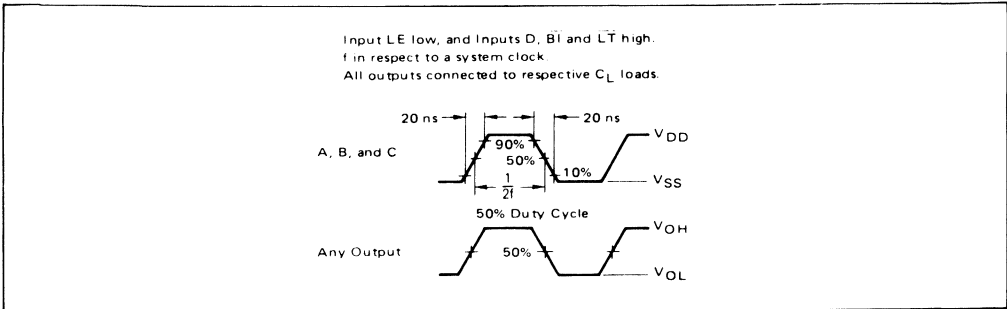 Input LE low, and Inputs D, BI and LT high.
f in respect to a system clock.
All outputs connected to respective CL loads.
20 ns 20 ns
A, B, and C
90%
50%
10%
VDD
VSS
1
2f
50% Duty Cycle
Any Output
50%
VOH
VOL